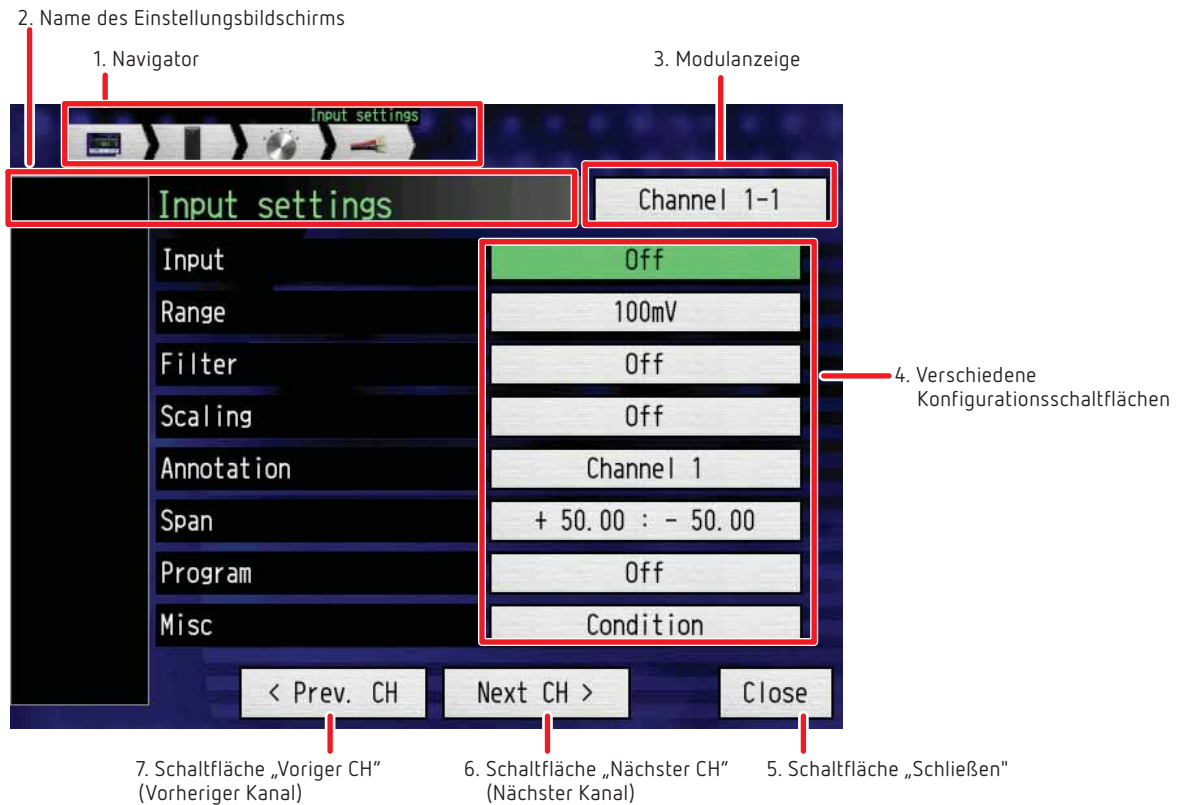 2. Name des Einstellungsbildschirms
1. Navigator
3. Modulanzeige
Input settings
Input settings
Channel 1-1
Input
Off
Range
100mV
Filter
Off
4. Verschiedene
Konfigurationsschaltflächen
Scaling
Off
Annotation
Channel 1
Span
+ 50.00 : - 50.00
Program
Off
Misc
Condition
< Prev. CH
Next CH >
Close
7. Schaltfläche „Voriger CH“
(Vorheriger Kanal)
6. Schaltfläche „Nächster CH“
(Nächster Kanal)
5. Schaltfläche „Schließen"